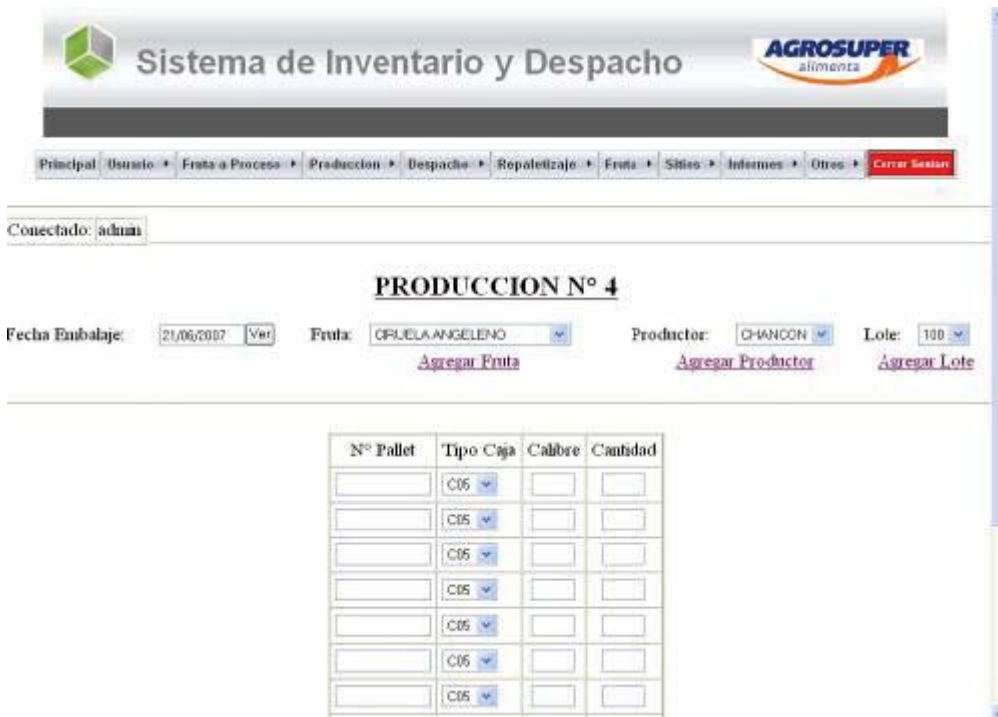 Sistema de Inventario y Despacho
AGROSUPER
alimenta
Principal Usuario Fruta a Proceso Produccion Despacho Repaletizaje Fruta Sitios Informes Otros Cerrar Sesion
Conectado: admin
PRODUCCION N° 4
Fecha Embalaje: 21/06/2007 Ver Fruta: CIRUELA ANGELENO Productor: CHANCON Lote: 100
Agregar Fruta Agregar Productor Agregar Lote
N° Pallet Tipo Caja Calibre Cantidad
C05
C05
C05
C05
C05
C05
C05